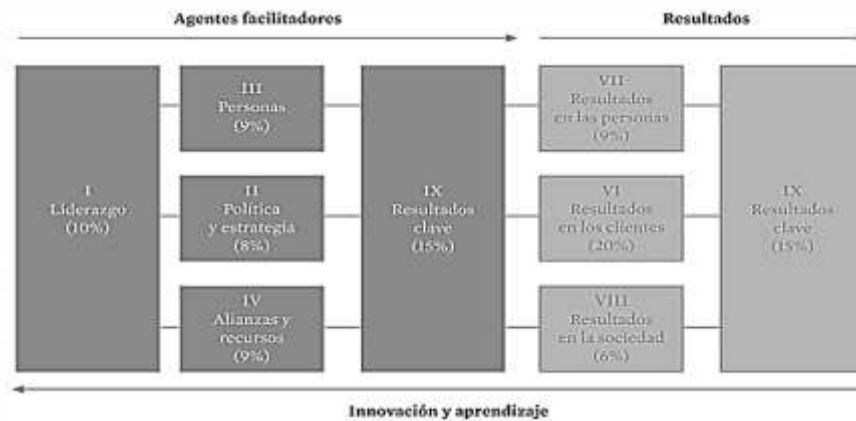 Agentes facilitadores
Resultados
I
Liderazgo
(10%)
III
Personas
(9%)
II
Política
y estrategia
(8%)
IV
Alianzas y
recursos
(9%)
IX
Resultados
clave
(15%)
VII
Resultados
en las personas
(9%)
VI
Resultados
en los clientes
(20%)
VIII
Resultados
en la sociedad
(6%)
IX
Resultados
clave
(15%)
Innovación y aprendizaje